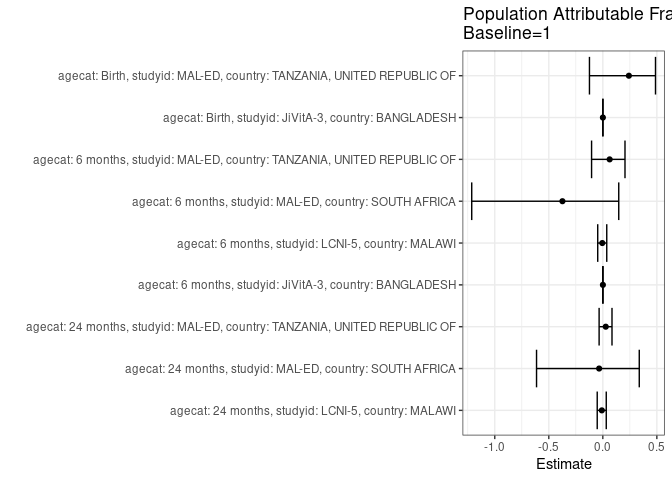 Population Attributable Fra
Baseline=1
agecat: Birth, studyid: MAL-ED, country: TANZANIA, UNITED REPUBLIC OF
agecat: Birth, studyid: JiVitA-3, country: BANGLADESH
agecat: 6 months, studyid: MAL-ED, country: TANZANIA, UNITED REPUBLIC OF
agecat: 6 months, studyid: MAL-ED, country: SOUTH AFRICA
agecat: 6 months, studyid: LCNI-5, country: MALAWI
agecat: 6 months, studyid: JiVitA-3, country: BANGLADESH
agecat: 24 months, studyid: MAL-ED, country: TANZANIA, UNITED REPUBLIC OF
agecat: 24 months, studyid: MAL-ED, country: SOUTH AFRICA
agecat: 24 months, studyid: LCNI-5, country: MALAWI
-1.0 -0.5 0.0 0.5
Estimate